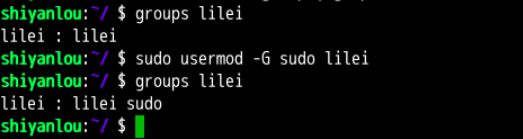 shiyanlou:~/ $ groups lilei
lilei : lilei
shiyanlou:~/ $ sudo usermod -G sudo lilei
shiyanlou:~/ $ groups lilei
lilei : lilei sudo
shiyanlou:~/ $